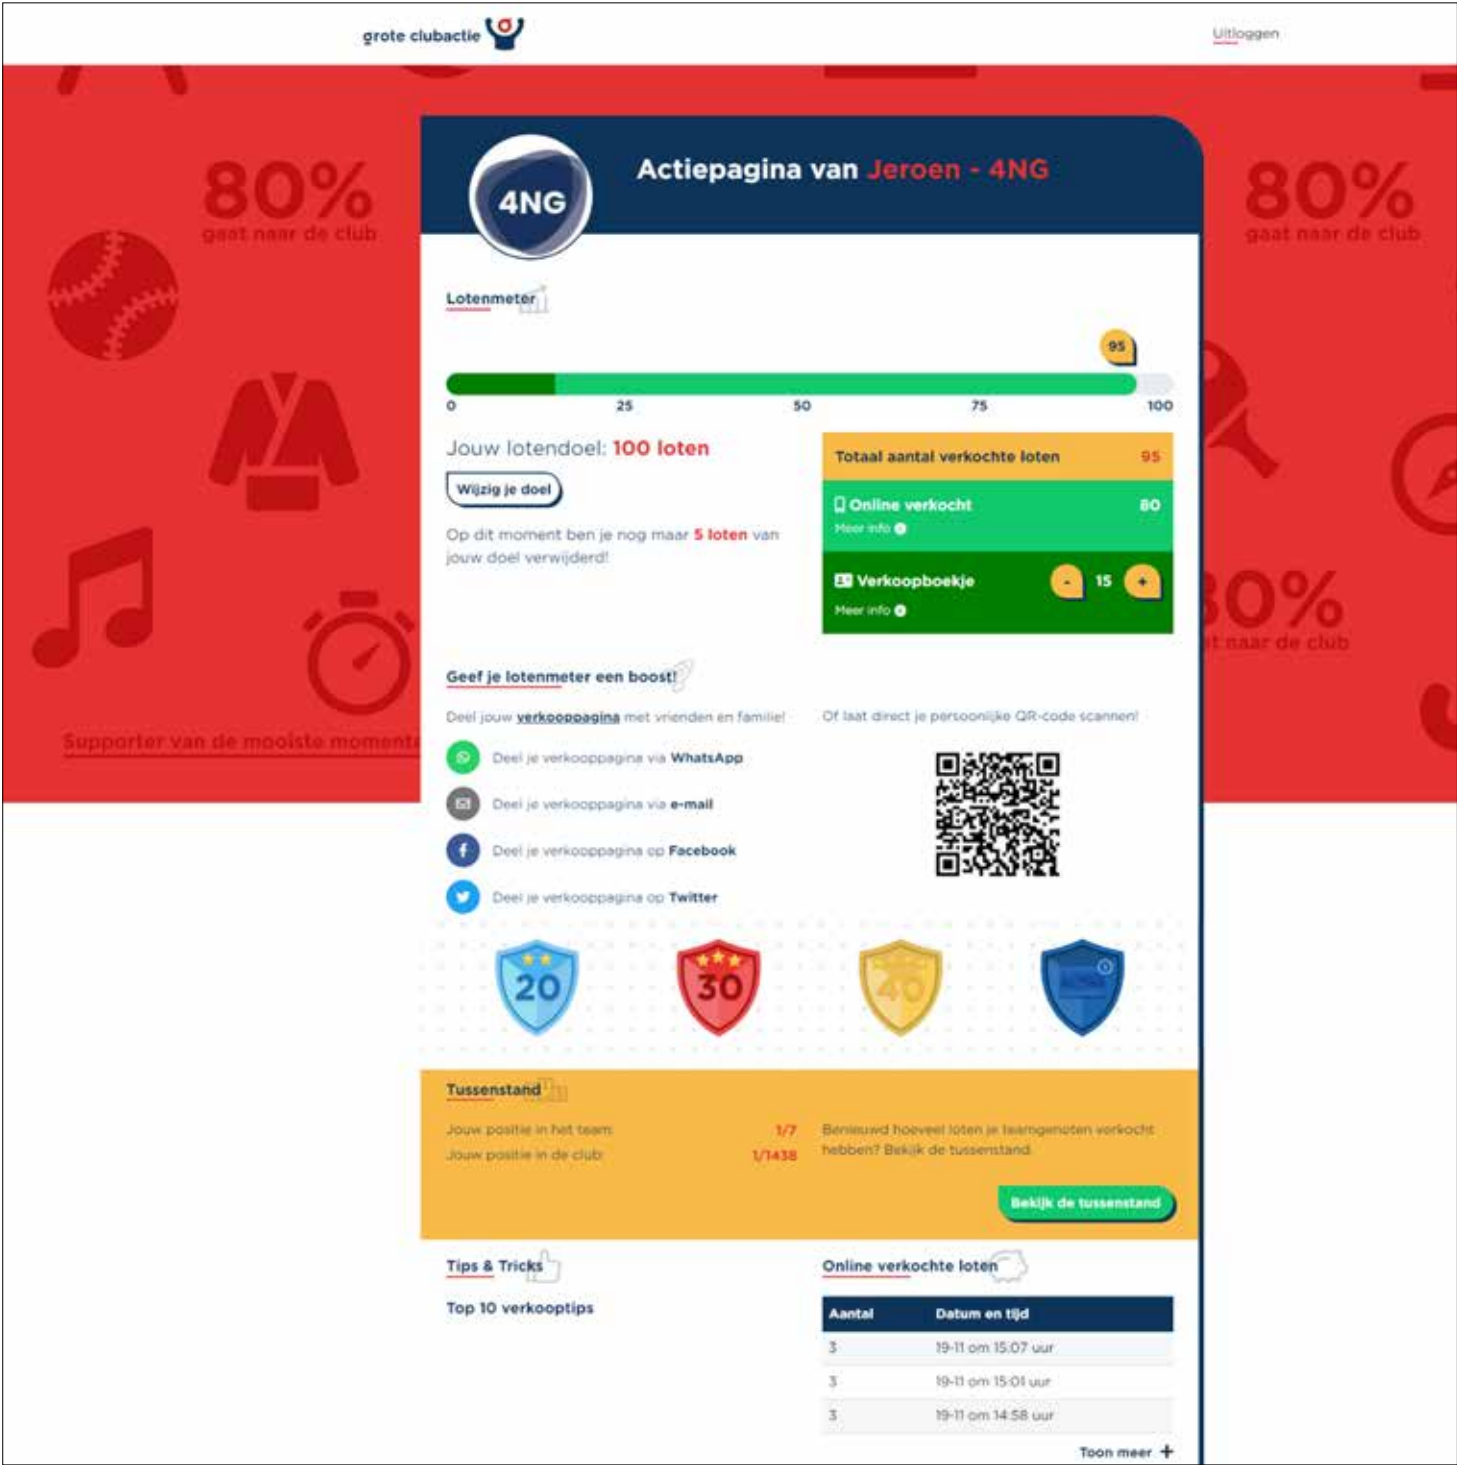 grote clubactie
Uitloggen
80%
gaat naar de club
80%
gaat naar de club
4NG
Actiepagina van Jeroen - 4NG
Lotenmeter
95
0 25 50 75 100
Jouw lotendoel: 100 loten
Wijzig je doel
Op dit moment ben je nog maar 5 loten van
jouw doel verwijderd!
Totaal aantal verkochte loten 95
Online verkocht 80
Meer info
Verkoopboekje - 15 +
Meer info
naar de club
Supporter van de mooiste
Geef je lotenmeter een boost!
Deel jouw verkooppagina met vrienden en familie!
Of laat direct je persoonlijke QR-code scannen!
Deel je verkooppagina via WhatsApp
Deel je verkooppagina via e-mail
Deel je verkooppagina op Facebook
Deel je verkooppagina op Twitter
20 30 40
Tussenstand
Jouw positie in het team: 1/7
Jouw positie in de club: 1/1438
Benieuwd hoeveel loten je teamgenoten verkocht
hebben? Bekijk de tussenstand.
Bekijk de tussenstand
Tips & Tricks
Top 10 verkooptips
Online verkochte loten
Aantal Datum en tijd
3 19-11 om 15:07 uur
3 19-11 om 15:01 uur
3 19-11 om 14:58 uur
Toon meer +